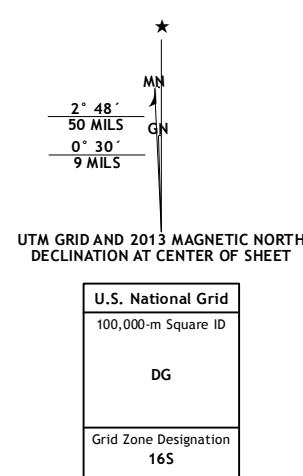 ★
MN
2° 48´
50 MILS
GN
0° 30´
9 MILS
UTM GRID AND 2013 MAGNETIC NORTH
DECLINATION AT CENTER OF SHEET
U.S. National Grid
100,000-m Square ID
DG
Grid Zone Designation
16S